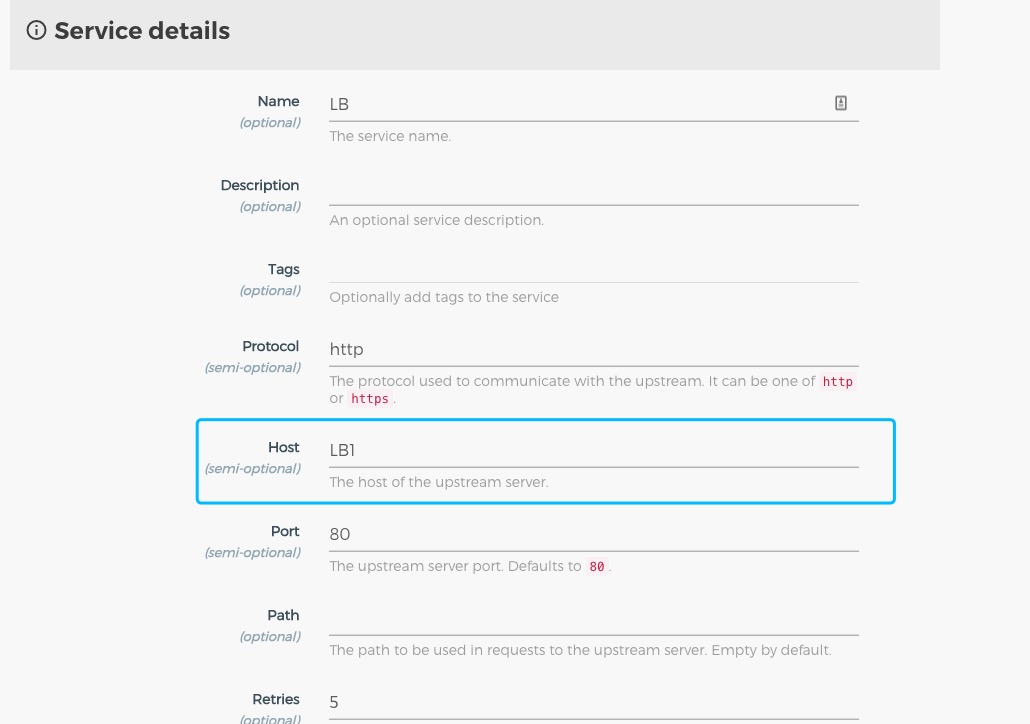 Service details
Name
LB
(optional)
The service name.
Description
(optional)
An optional service description.
Tags
(optional)
Optionally add tags to the service
Protocol
http
(semi-optional)
The protocol used to communicate with the upstream. It can be one of http
or https .
Host
LB1
(semi-optional)
The host of the upstream server.
Port
80
(semi-optional)
The upstream server port. Defaults to 80 .
Path
(optional)
The path to be used in requests to the upstream server. Empty by default.
Retries
5
(optional)